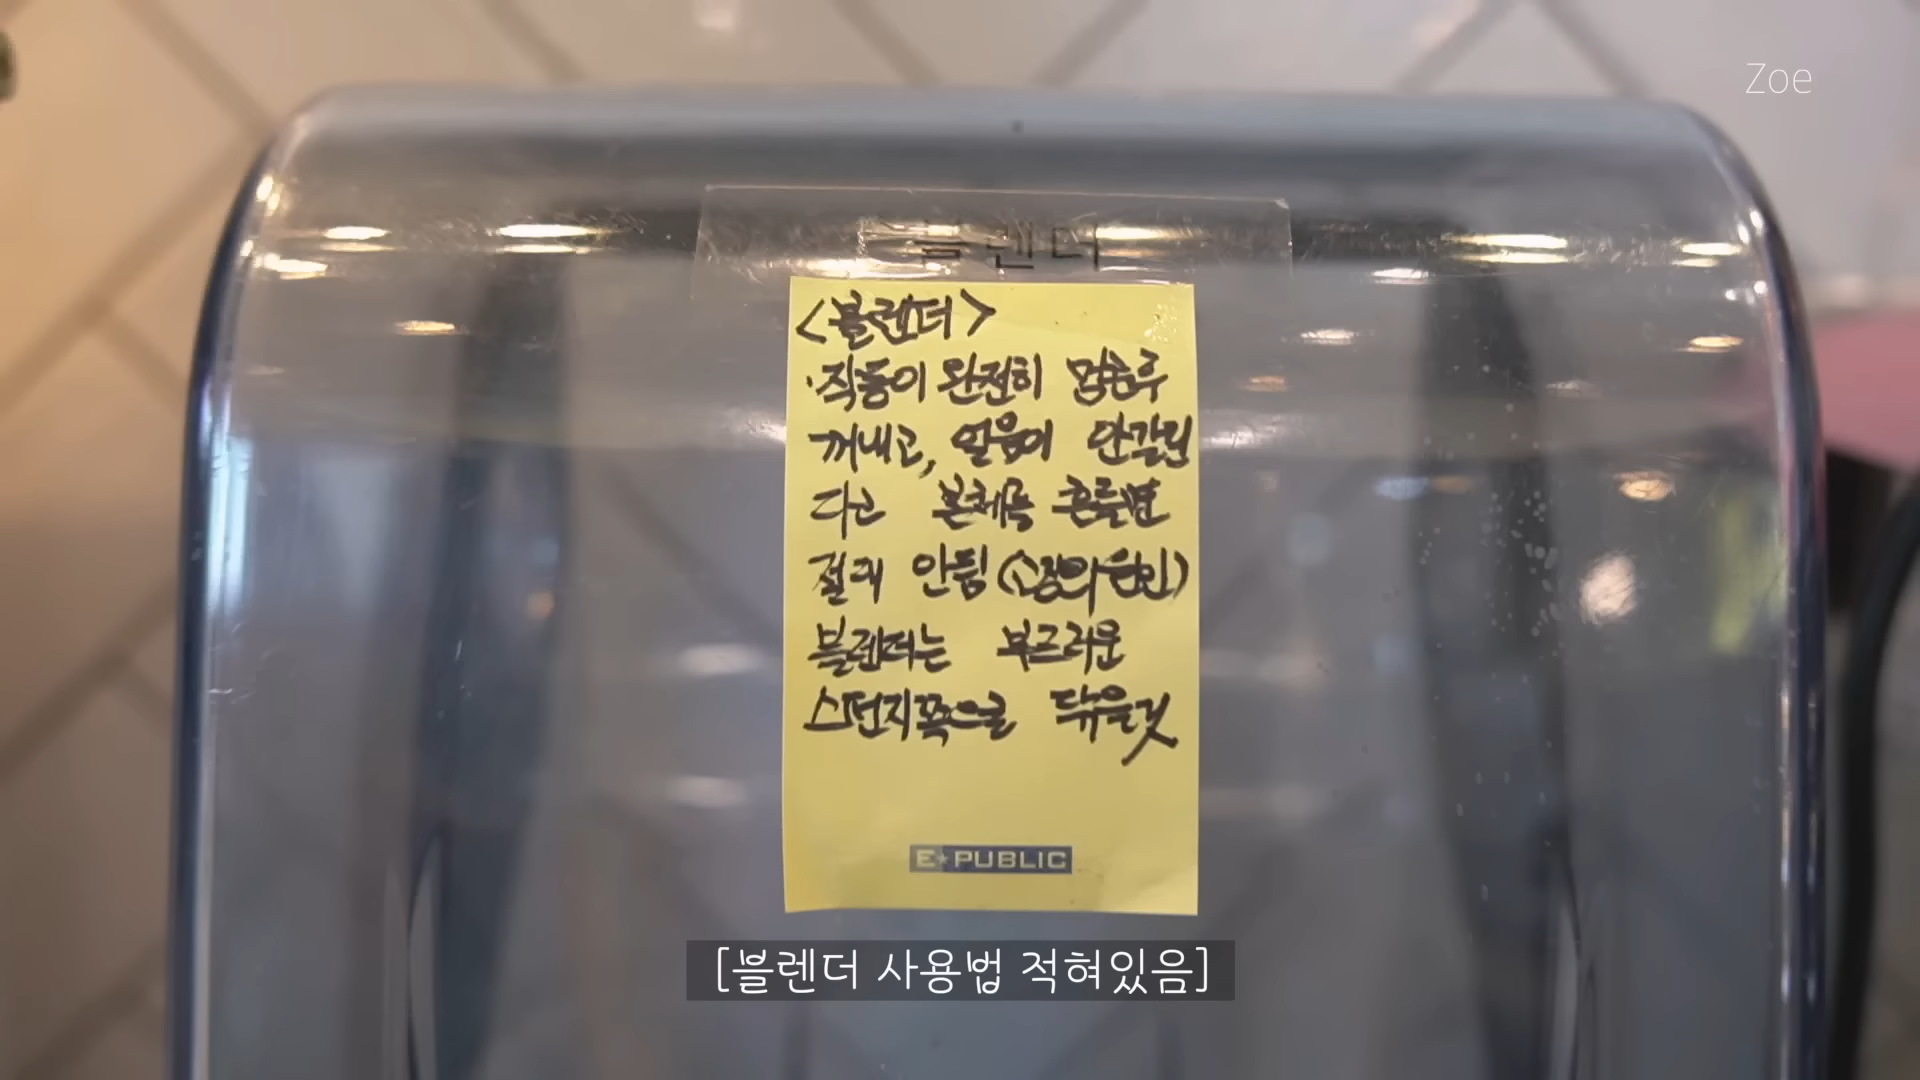 Zoe
블렌더
<블렌더>
·작동이 완전히 멈춘후
꺼내고, 얼음이 안갈린
다고 본체를 흔들면
절대 안됨 (고장의 원인)
블렌더는 부드러운
스펀지쪽으로 닦을것
E★PUBLIC
[블렌더 사용법 적혀있음]